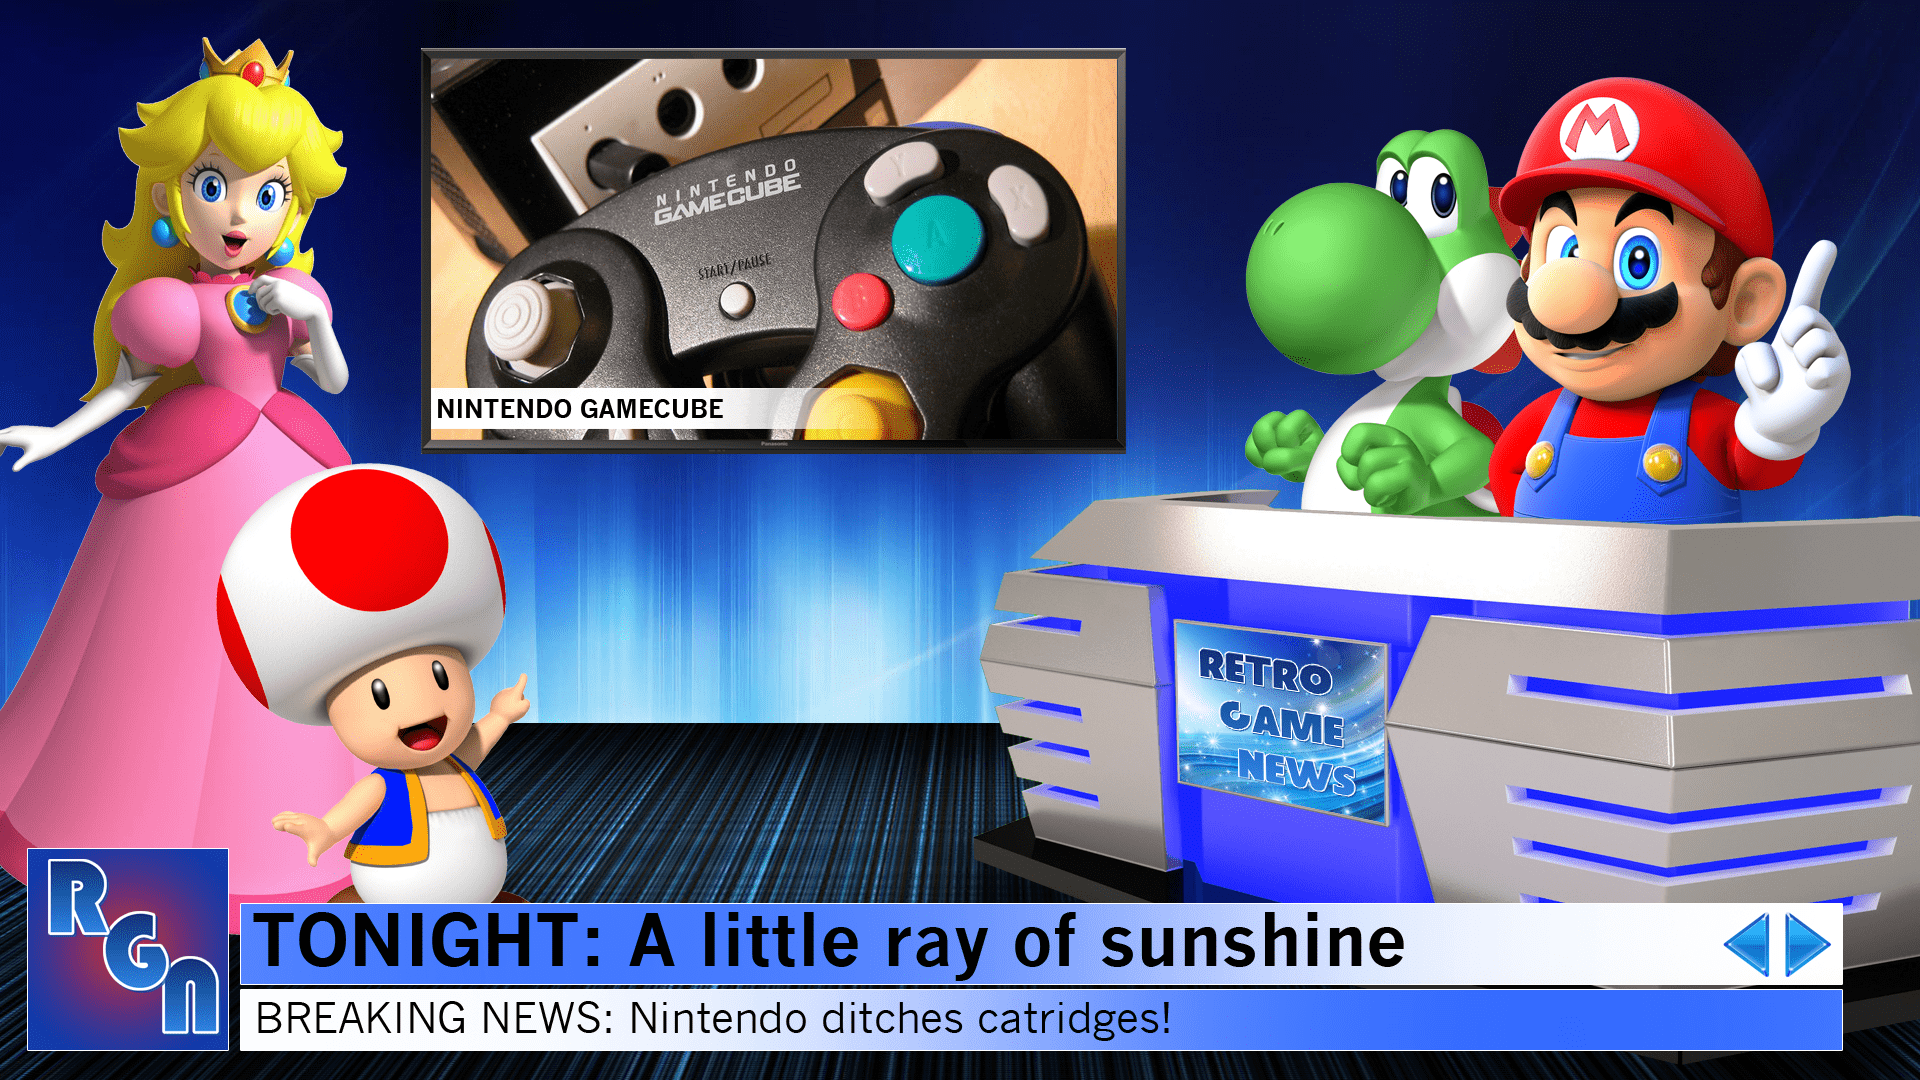 NINTENDO
GAMECUBE
START/PAUSE
Y
X
A
NINTENDO GAMECUBE
Panasonic
M
RETRO
GAME
NEWS
RGn
TONIGHT: A little ray of sunshine
BREAKING NEWS: Nintendo ditches catridges!